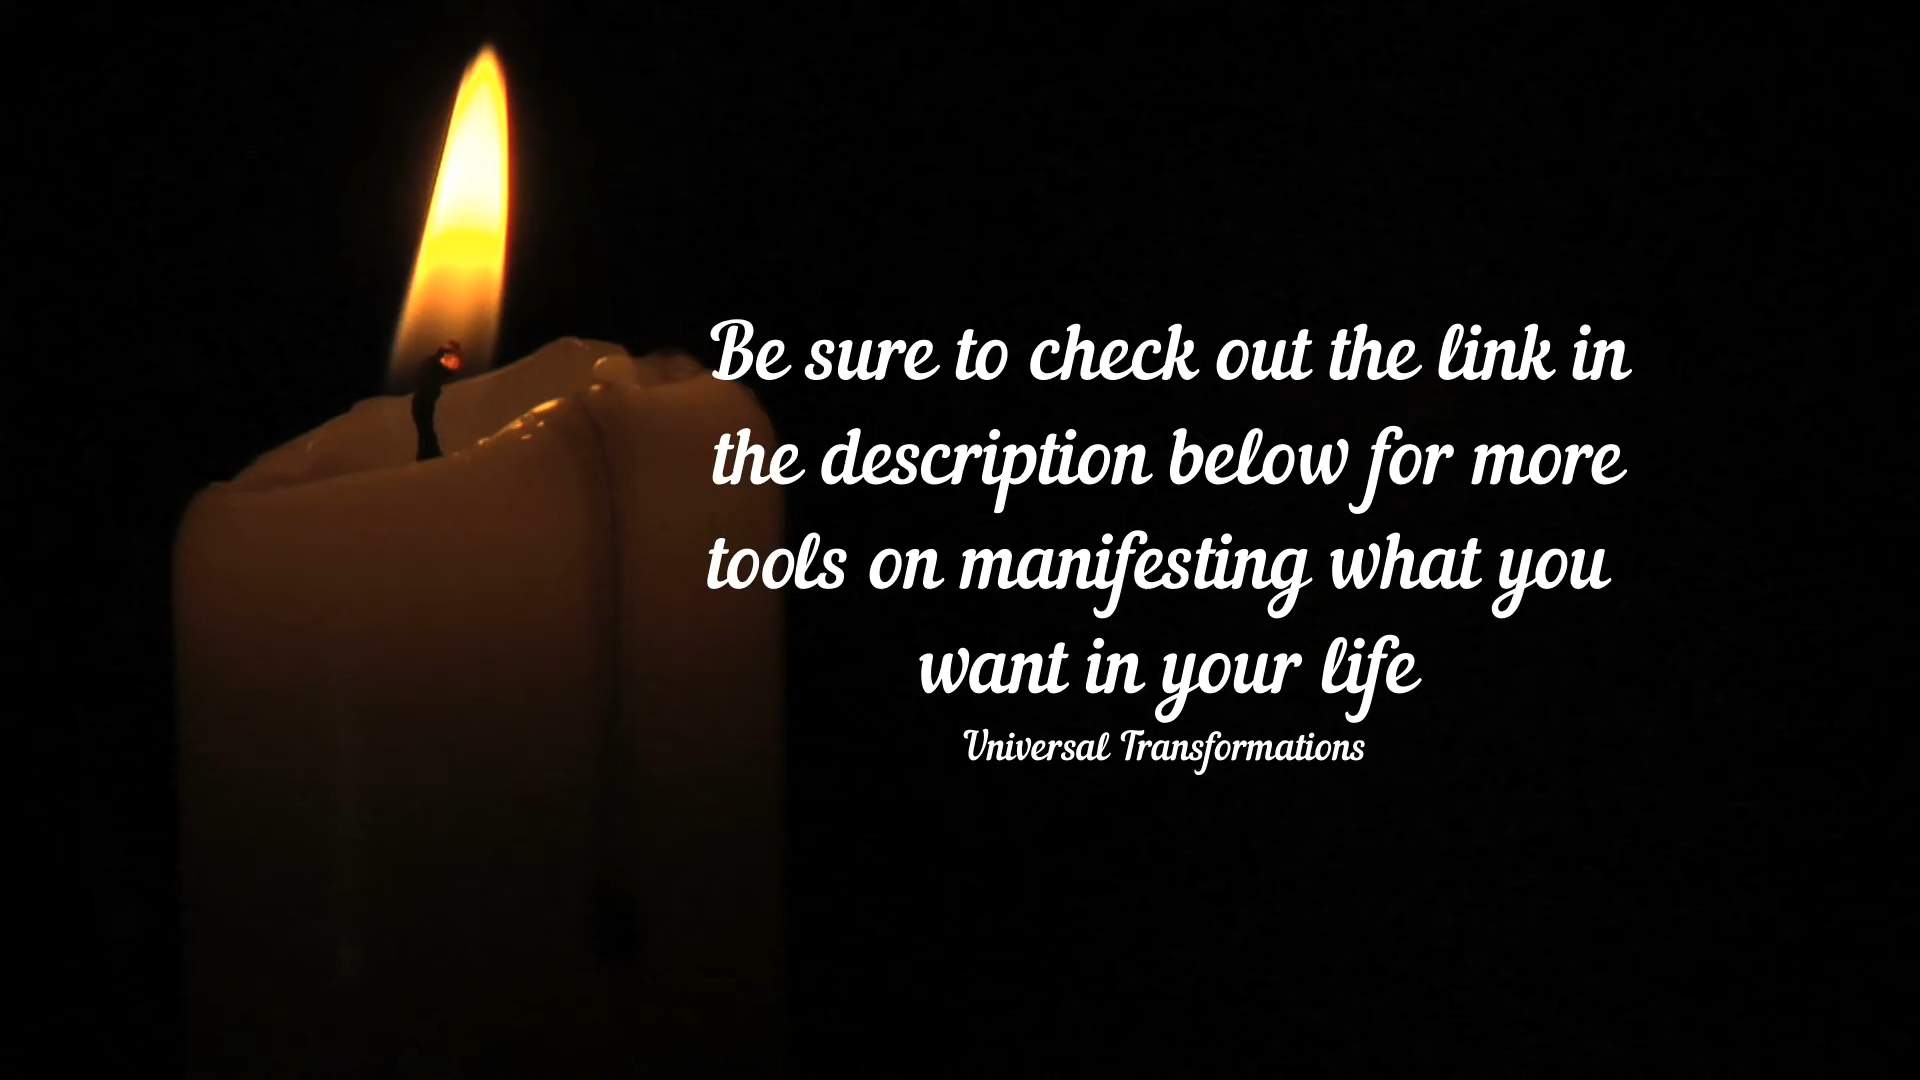 Be sure to check out the link in
the description below for more
tools on manifesting what you
want in your life
Universal Transformations